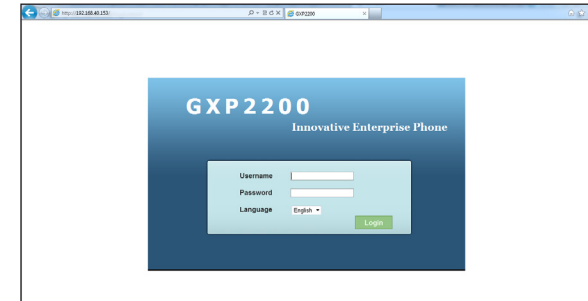 http://192.168.40.153/
GXP2200
GXP2200
Innovative Enterprise Phone
Username
Password
Language
English
Login